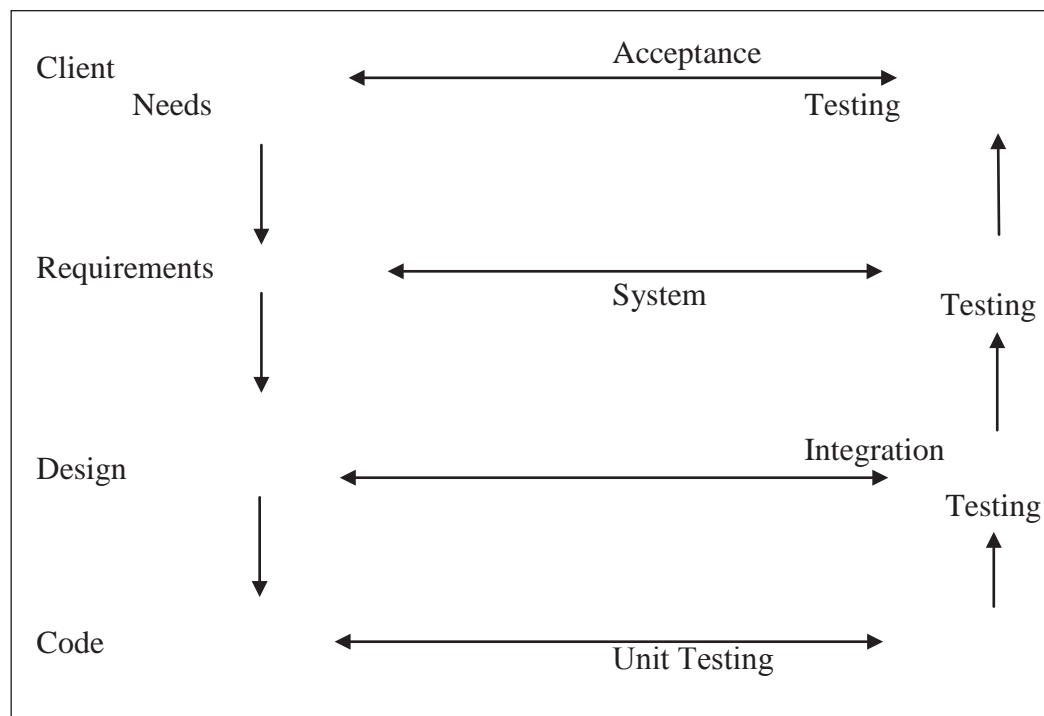 Client Acceptance
Needs Testing
Requirements
System Testing
Integration
Design
Testing
Code
Unit Testing